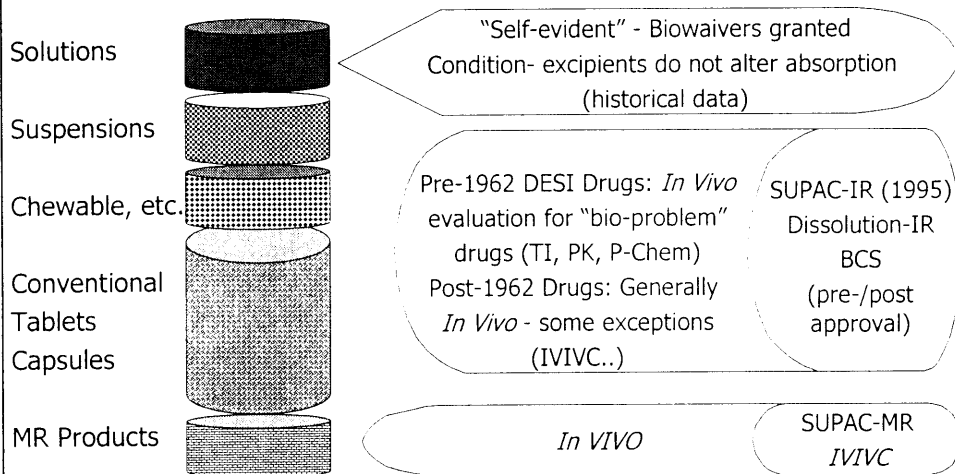 Solutions
"Self-evident" - Biowaivers granted
Condition- excipients do not alter absorption
(historical data)
Suspensions
Chewable, etc.
Conventional
Tablets
Capsules
Pre-1962 DESI Drugs: In Vivo
evaluation for "bio-problem"
drugs (TI, PK, P-Chem)
Post-1962 Drugs: Generally
In Vivo - some exceptions
(IVIVC..)
SUPAC-IR (1995)
Dissolution-IR
BCS
(pre-/post
approval)
MR Products
In VIVO
SUPAC-MR
IVIVC